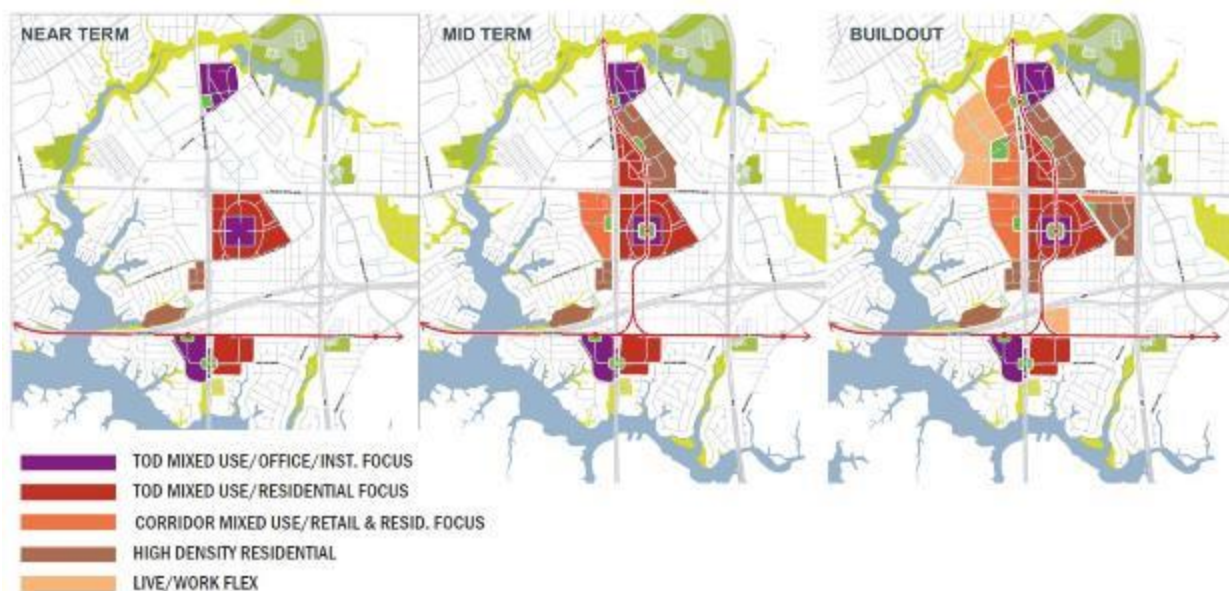 NEAR TERM
MID TERM
BUILDOUT
TOD MIXED USE/OFFICE/INST. FOCUS
TOD MIXED USE/RESIDENTIAL FOCUS
CORRIDOR MIXED USE/RETAIL & RESID. FOCUS
HIGH DENSITY RESIDENTIAL
LIVE/WORK FLEX